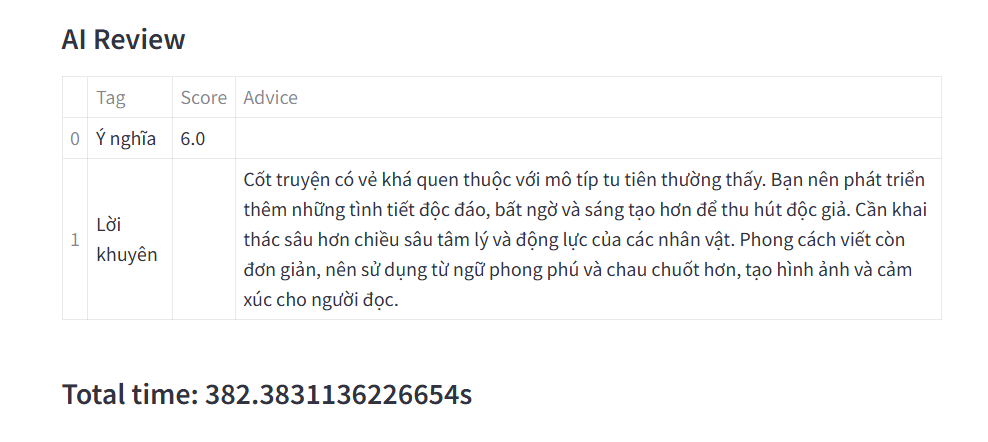 AI Review
Tag Score Advice
0 Ý nghĩa 6.0
1 Lời khuyên
Cốt truyện có vẻ khá quen thuộc với mô típ tu tiên thường thấy. Bạn nên phát triển
thêm những tình tiết độc đáo, bất ngờ và sáng tạo hơn để thu hút độc giả. Cần khai
thác sâu hơn chiều sâu tâm lý và động lực của các nhân vật. Phong cách viết còn
đơn giản, nên sử dụng từ ngữ phong phú và chau chuốt hơn, tạo hình ảnh và cảm
xúc cho người đọc.
Total time: 382.3831136226654s